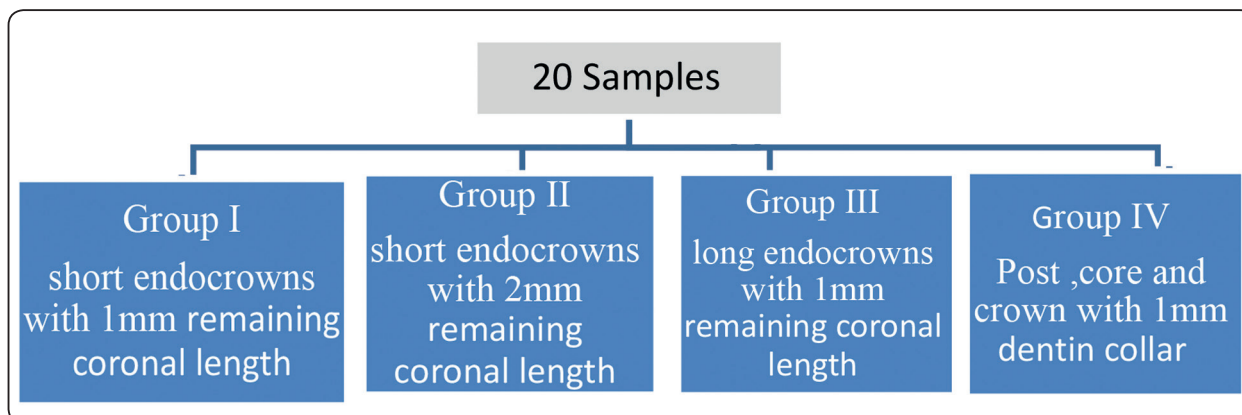 20 Samples
Group I
short endocrowns
with 1mm remaining
coronal length
Group II
short endocrowns
with 2mm
remaining
coronal length
Group III
long endocrowns
with 1mm
remaining coronal
length
Group IV
Post ,core and
crown with 1mm
dentin collar